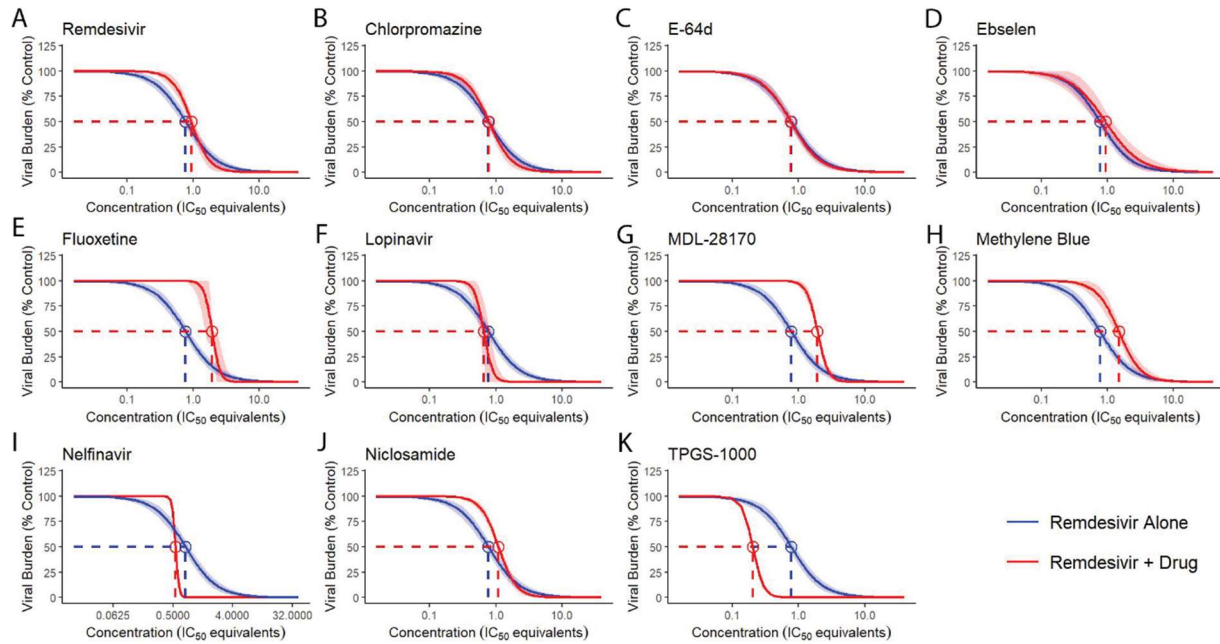 A
Remdesivir
125
100
75
50
25
0
Viral Burden (% Control)
0.1
1.0
10.0
Concentration (IC50 equivalents)
B
Chlorpromazine
125
100
75
50
25
0
Viral Burden (% Control)
0.1
1.0
10.0
Concentration (IC50 equivalents)
C
E-64d
125
100
75
50
25
0
Viral Burden (% Control)
0.1
1.0
10.0
Concentration (IC50 equivalents)
D
Ebselen
125
100
75
50
25
0
Viral Burden (% Control)
0.1
1.0
10.0
Concentration (IC50 equivalents)
E
Fluoxetine
125
100
75
50
25
0
Viral Burden (% Control)
0.1
1.0
10.0
Concentration (IC50 equivalents)
F
Lopinavir
125
100
75
50
25
0
Viral Burden (% Control)
0.1
1.0
10.0
Concentration (IC50 equivalents)
G
MDL-28170
125
100
75
50
25
0
Viral Burden (% Control)
0.1
1.0
10.0
Concentration (IC50 equivalents)
H
Methylene Blue
125
100
75
50
25
0
Viral Burden (% Control)
0.1
1.0
10.0
Concentration (IC50 equivalents)
I
Nelfinavir
125
100
75
50
25
0
Viral Burden (% Control)
0.0625
0.5000
4.0000
32.0000
Concentration (IC50 equivalents)
J
Niclosamide
125
100
75
50
25
0
Viral Burden (% Control)
0.1
1.0
10.0
Concentration (IC50 equivalents)
K
TPGS-1000
125
100
75
50
25
0
Viral Burden (% Control)
0.1
1.0
10.0
Concentration (IC50 equivalents)
Remdesivir Alone
Remdesivir + Drug